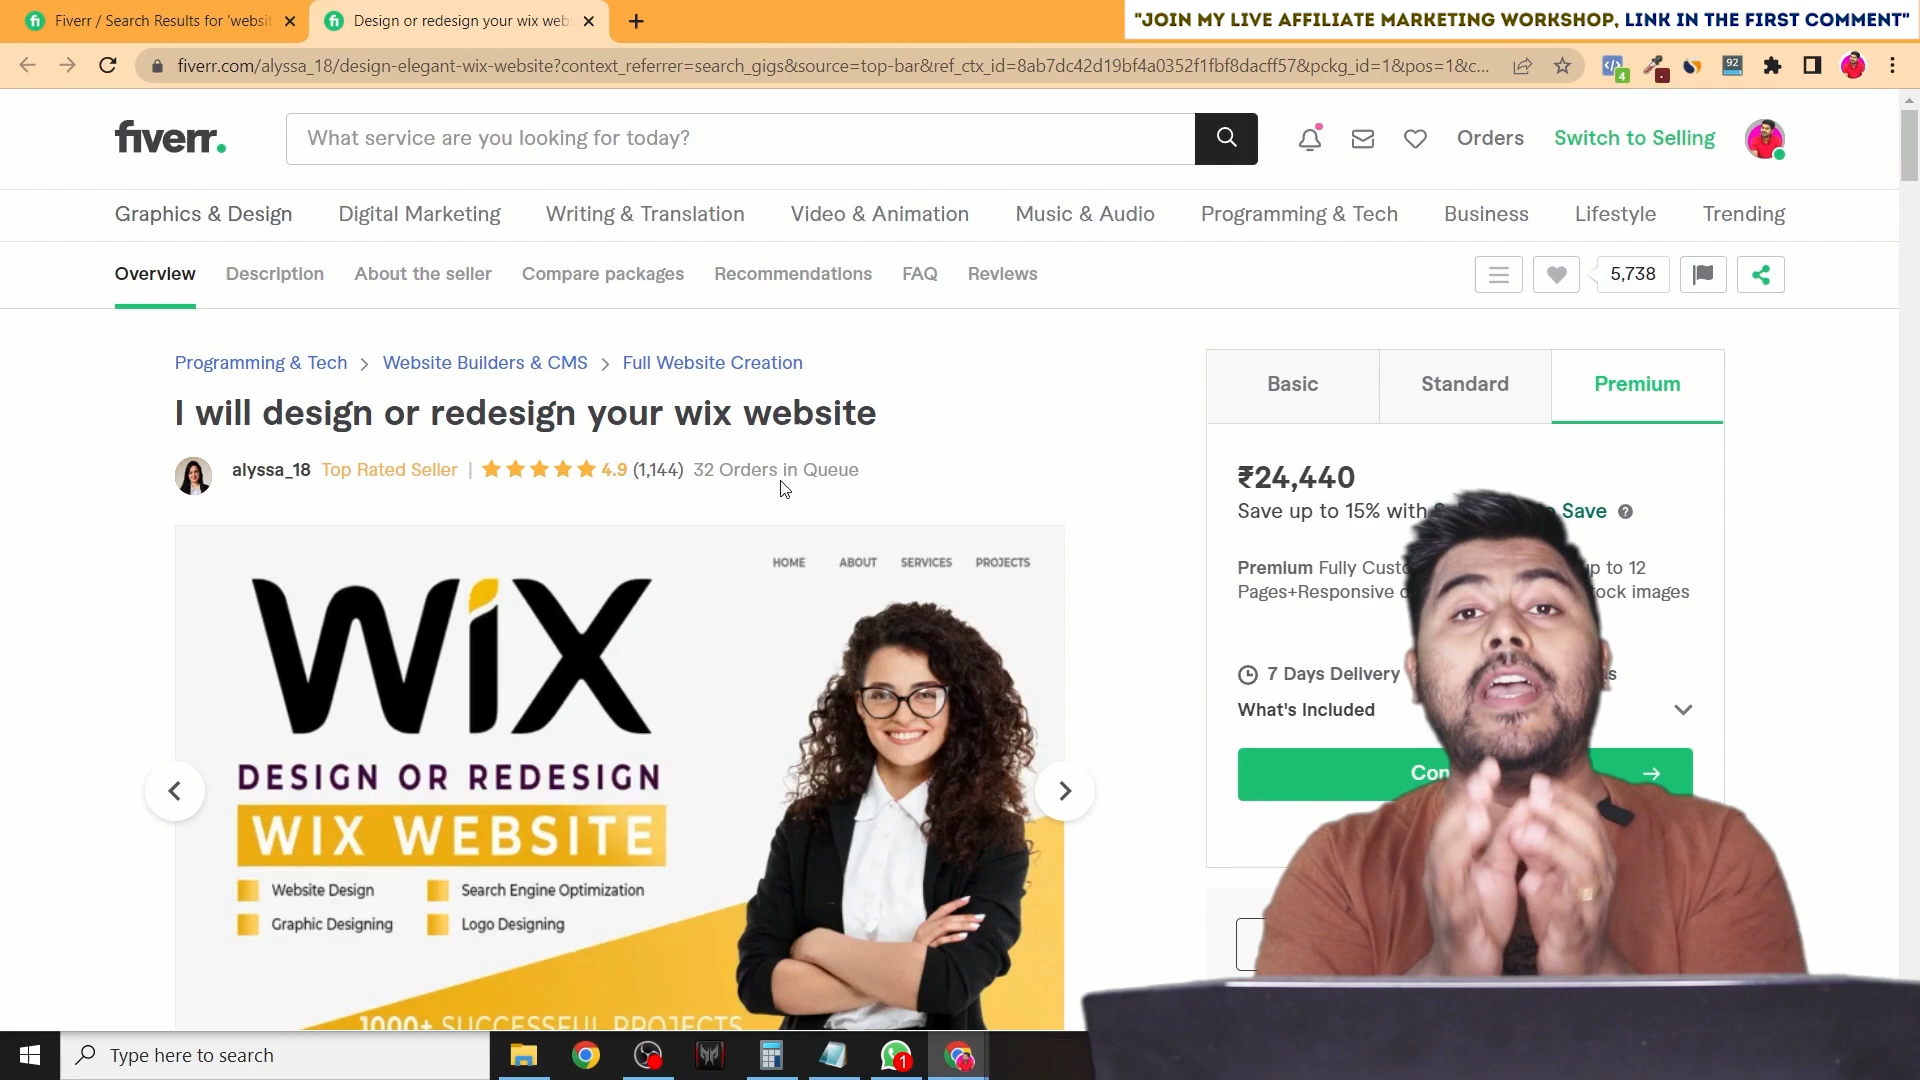 Fiverr / Search Results for 'websit
Design or redesign your wix web
"JOIN MY LIVE AFFILIATE MARKETING WORKSHOP, LINK IN THE FIRST COMMENT"
fiverr.com/alyssa_18/design-elegant-wix-website?context_referrer=search_gigs&source=top-bar&ref_ctx_id=8ab7dc42d19bf4a0352f1fbf8dacff57&pckg_id=1&pos=1&c...
4
92
fiverr.
What service are you looking for today?
Orders
Switch to Selling
Graphics & Design
Digital Marketing
Writing & Translation
Video & Animation
Music & Audio
Programming & Tech
Business
Lifestyle
Trending
Overview
Description
About the seller
Compare packages
Recommendations
FAQ
Reviews
5,738
Programming & Tech > Website Builders & CMS > Full Website Creation
I will design or redesign your wix website
alyssa_18 Top Rated Seller | 4.9 (1,144) 32 Orders in Queue
HOME
ABOUT
SERVICES
PROJECTS
WiX
DESIGN OR REDESIGN
WIX WEBSITE
Website Design
Search Engine Optimization
Graphic Designing
Logo Designing
1000+ SUCCESSFUL PROJECTS
Basic
Standard
Premium
₹24,440
Save up to 15% with Save
Premium Fully up to 12
Pages+Responsive images
7 Days Delivery
What's Included
Type here to search
1